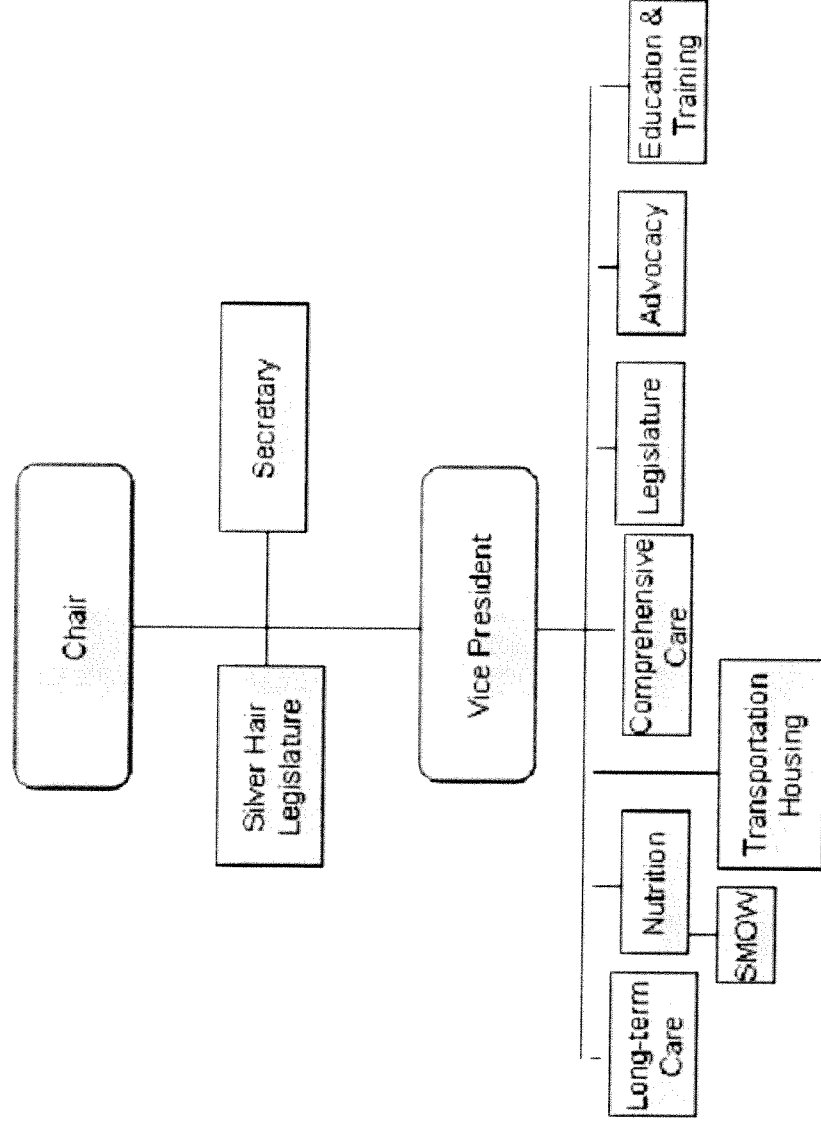 Chair
Silver Hair
Legislature
Secretary
Vice President
Long-term
Care
Nutrition
SMOW
Transportation
Housing
Comprehensive
Care
Legislature
Advocacy
Education &
Training